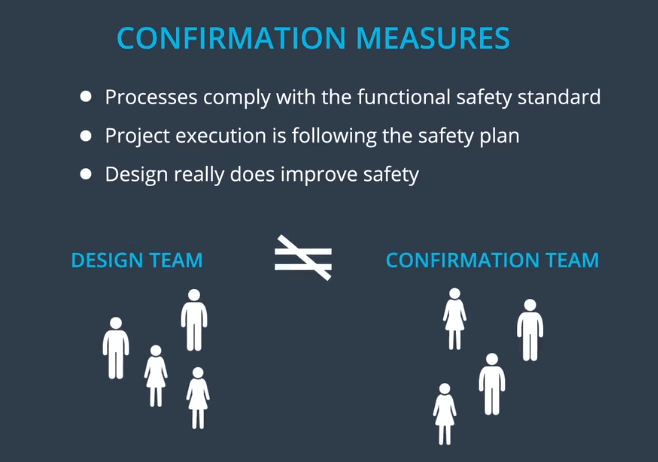 CONFIRMATION MEASURES
● Processes comply with the functional safety standard
● Project execution is following the safety plan
● Design really does improve safety
DESIGN TEAM ≠ CONFIRMATION TEAM